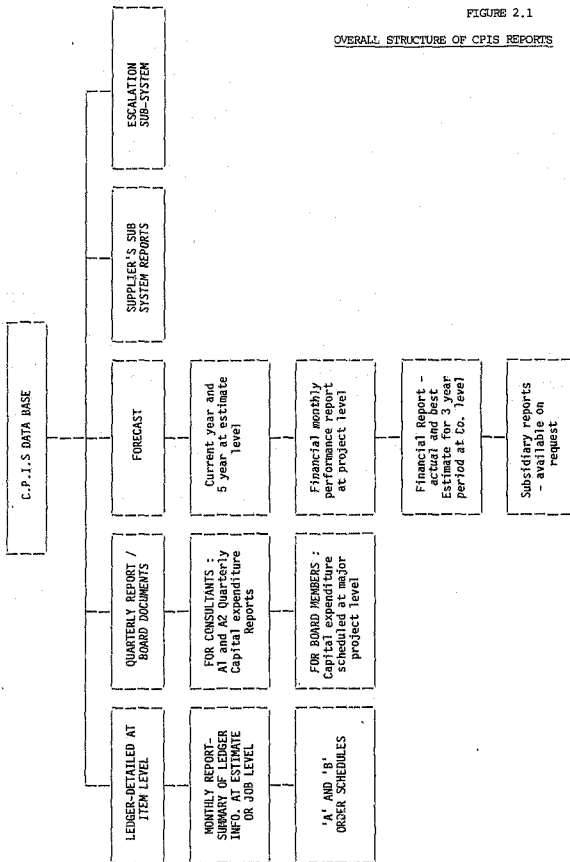 FIGURE 2.1
OVERALL STRUCTURE OF CPIS REPORTS
C.P.I.S DATA BASE
LEDGER-DETAILED AT
ITEM LEVEL
MONTHLY REPORT-
SUMMARY OF LEDGER
INFO. AT ESTIMATE
OR JOB LEVEL
'A' AND 'B'
ORDER SCHEDULES
QUARTERLY REPORT /
BOARD DOCUMENTS
FOR CONSULTANTS :
A1 and A2 Quarterly
Capital expenditure
Reports
FOR BOARD MEMBERS :
Capital expenditure
scheduled at major
project level
FORECAST
Current year and
5 year at estimate
level
Financial monthly
performance report
at project level
Financial Report -
actual and best
Estimate for 3 year
period at Co. level
Subsidiary reports
- available on
request
SUPPLIER'S SUB
SYSTEM REPORTS
ESCALATION
SUB-SYSTEM